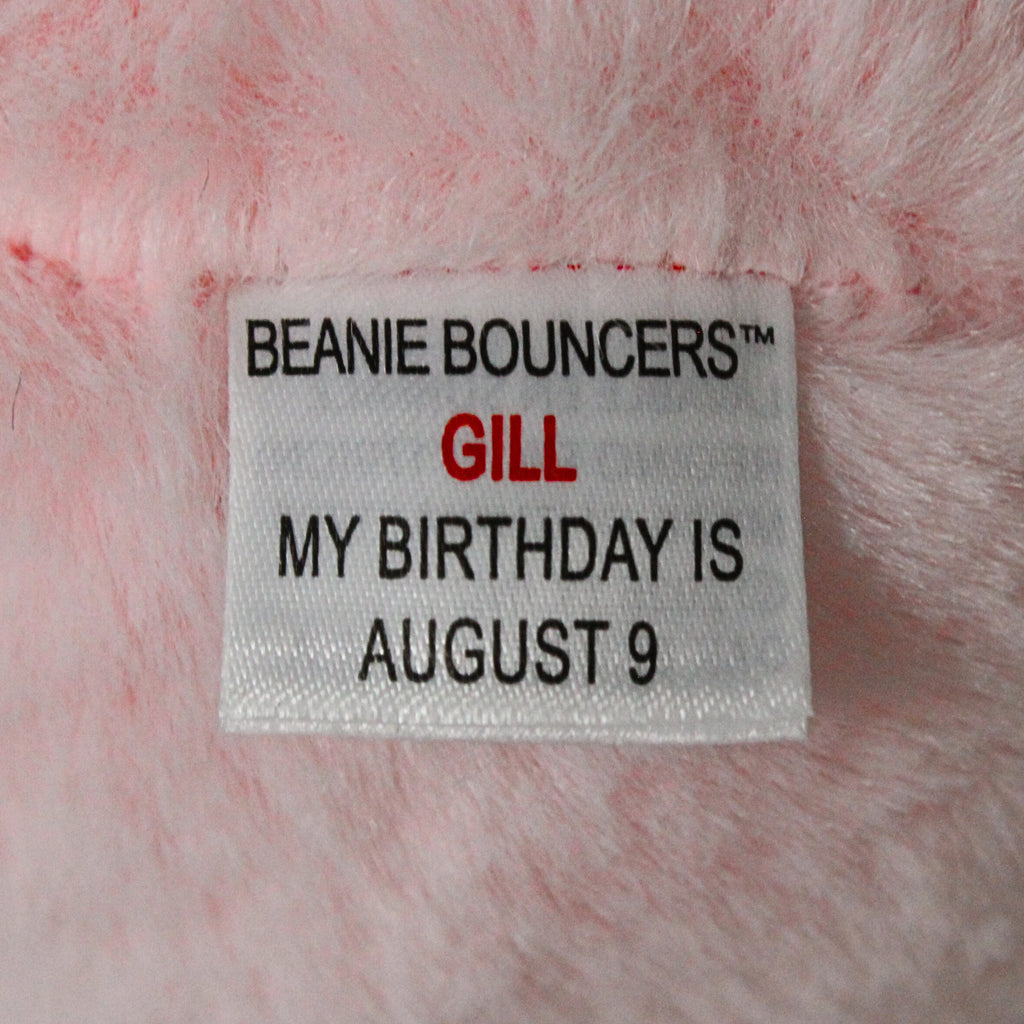 BEANIE BOUNCERS™
GILL
MY BIRTHDAY IS
AUGUST 9